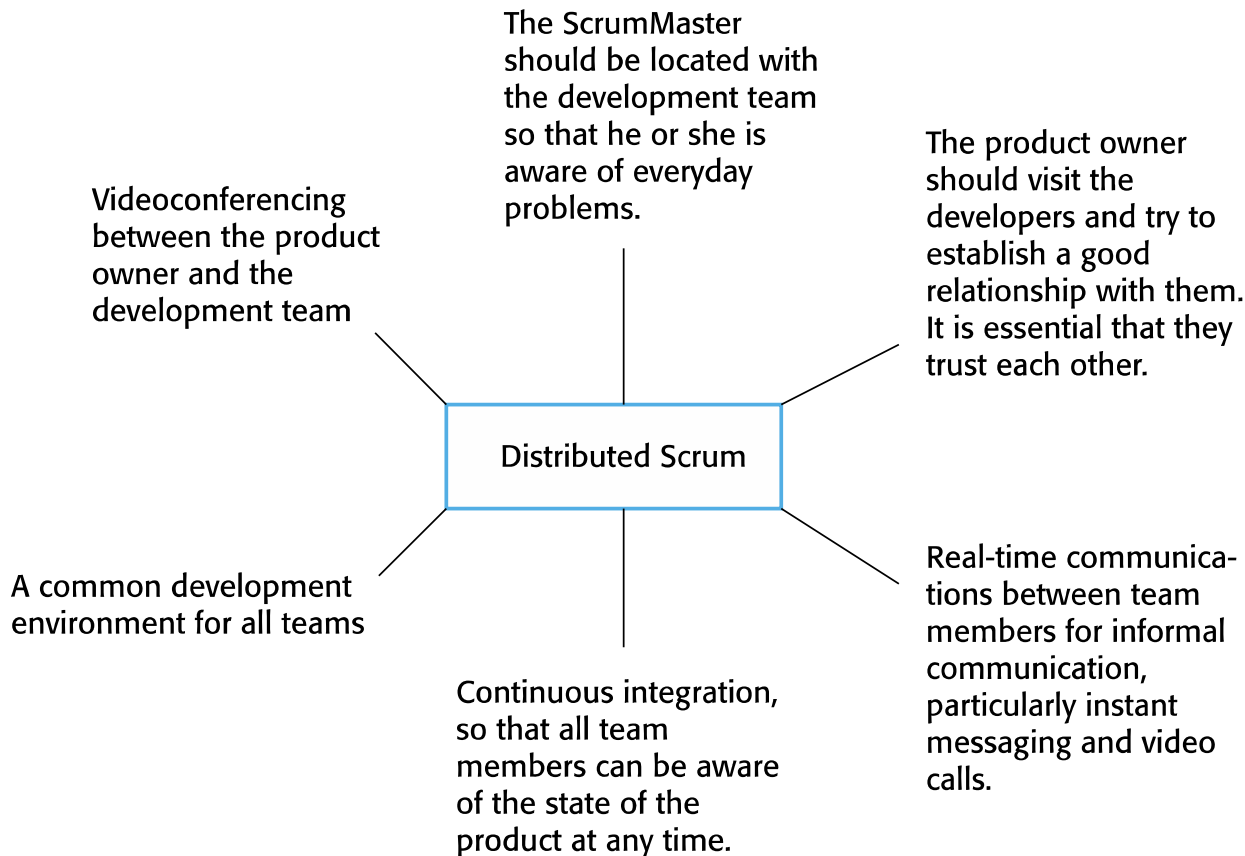 The ScrumMaster
should be located with
the development team
so that he or she is
aware of everyday
problems.
The product owner
should visit the
developers and try to
establish a good
relationship with them.
It is essential that they
trust each other.
Videoconferencing
between the product
owner and the
development team
Distributed Scrum
A common development
environment for all teams
Real-time communica-
tions between team
members for informal
communication,
particularly instant
messaging and video
calls.
Continuous integration,
so that all team
members can be aware
of the state of the
product at any time.